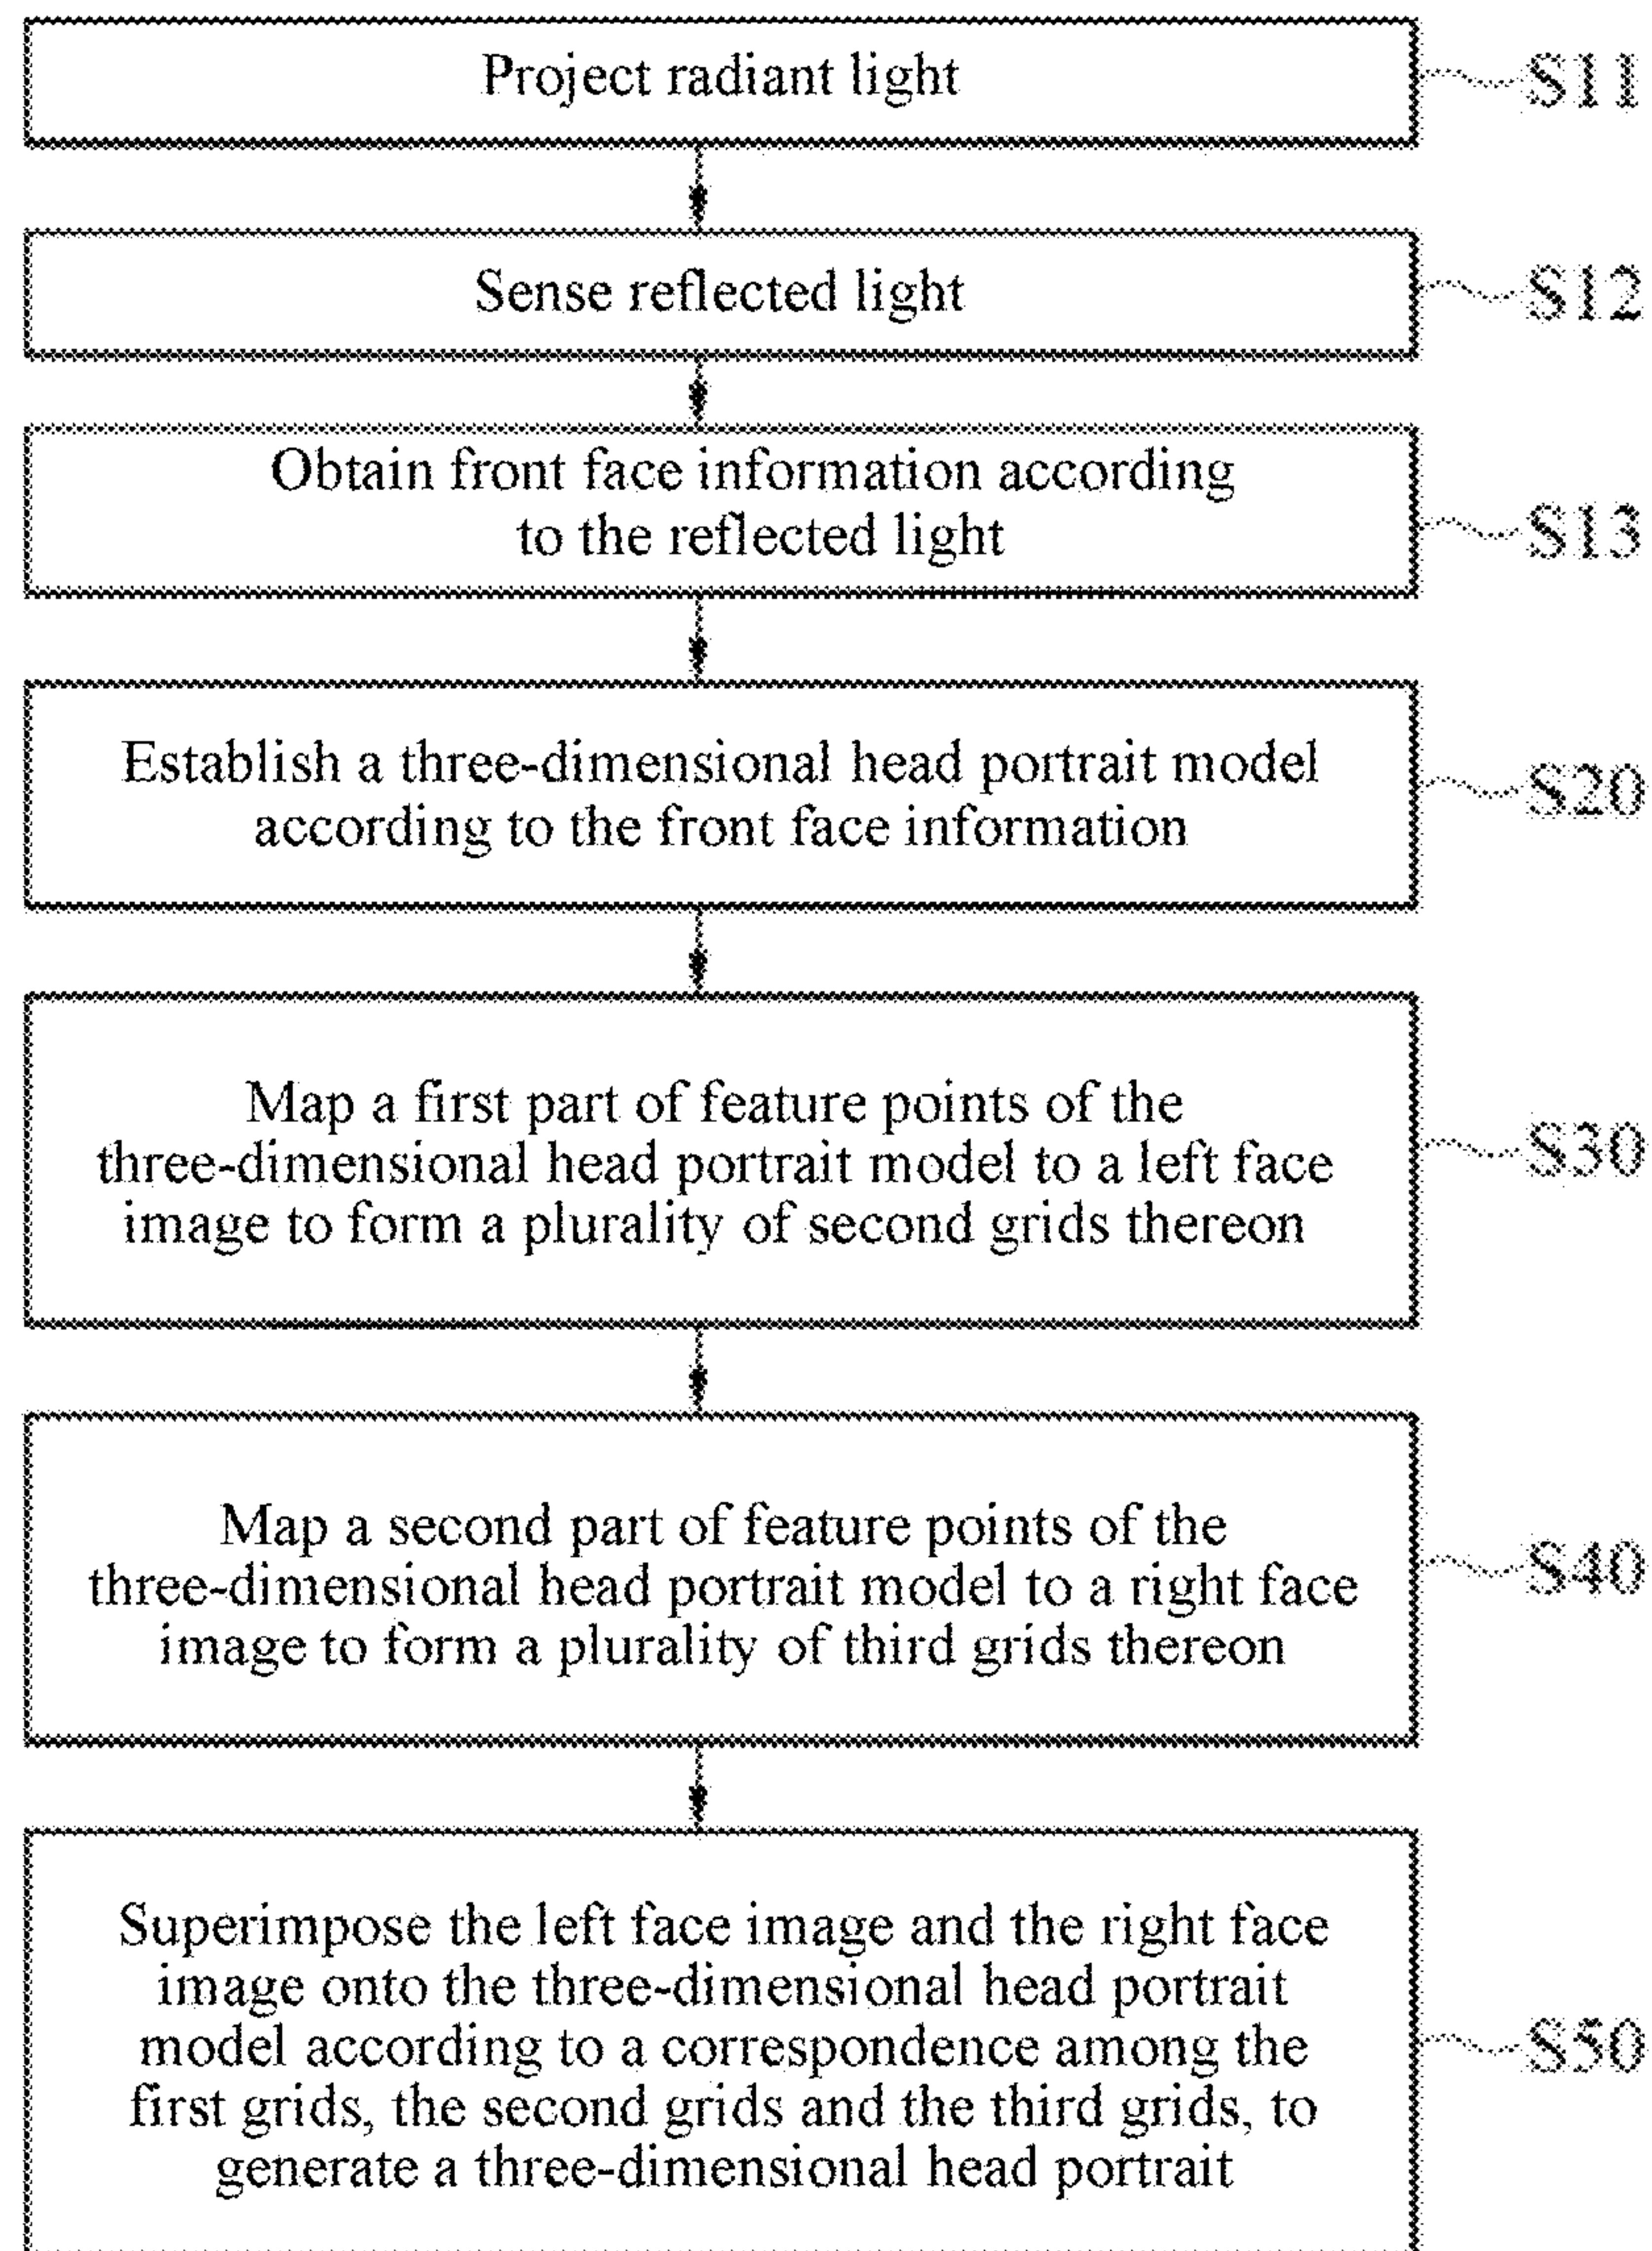 Project radiant light
S11
Sense reflected light
S12
Obtain front face information according
to the reflected light
S13
Establish a three-dimensional head portrait model
according to the front face information
S20
Map a first part of feature points of the
three-dimensional head portrait model to a left face
image to form a plurality of second grids thereon
S30
Map a second part of feature points of the
three-dimensional head portrait model to a right face
image to form a plurality of third grids thereon
S40
Superimpose the left face image and the right face
image onto the three-dimensional head portrait
model according to a correspondence among the
first grids, the second grids and the third grids, to
generate a three-dimensional head portrait
S50